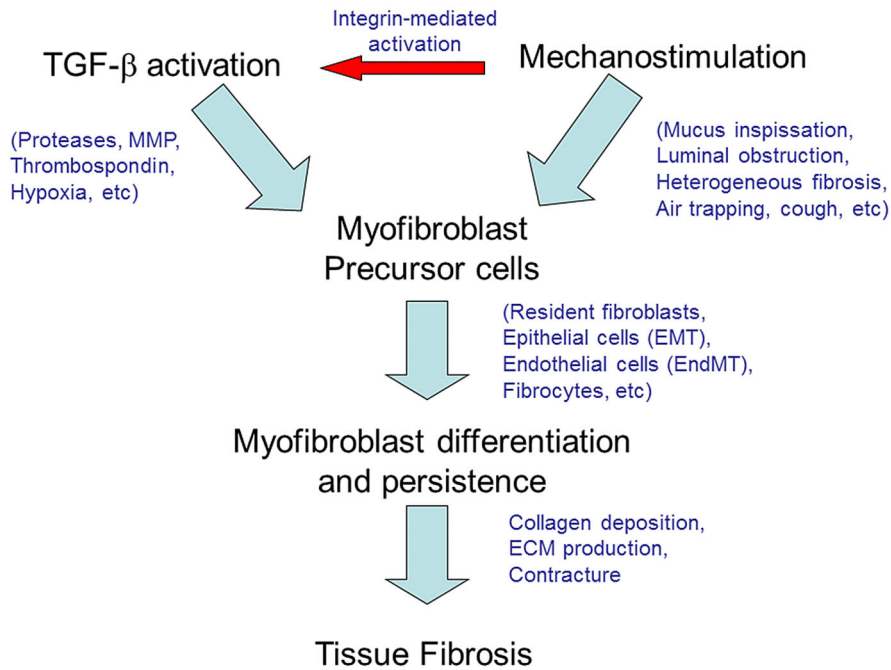 Integrin-mediated
activation
TGF-β activation
Mechanostimulation
(Proteases, MMP,
Thrombospondin,
Hypoxia, etc)
(Mucus inspissation,
Luminal obstruction,
Heterogeneous fibrosis,
Air trapping, cough, etc)
Myofibroblast
Precursor cells
(Resident fibroblasts,
Epithelial cells (EMT),
Endothelial cells (EndMT),
Fibrocytes, etc)
Myofibroblast differentiation
and persistence
Collagen deposition,
ECM production,
Contracture
Tissue Fibrosis